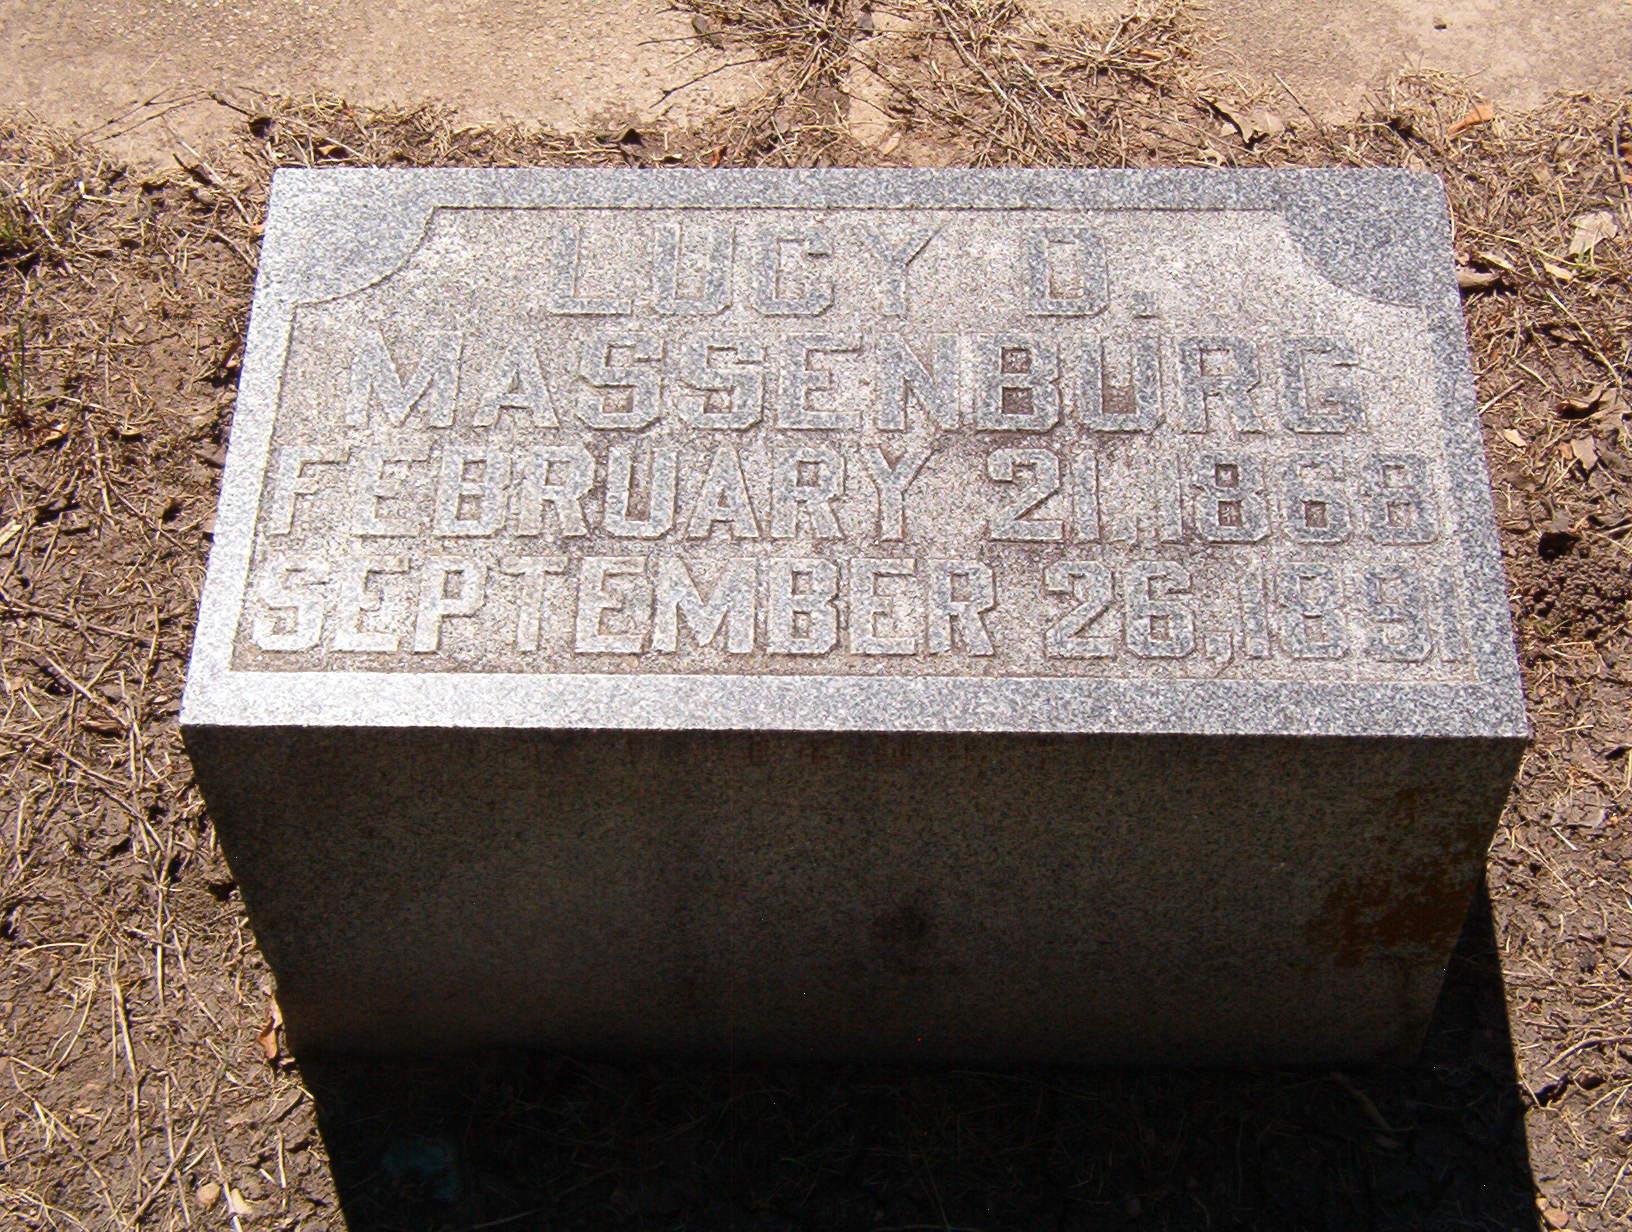 LUCY D.
MASSENBURG
FEBRUARY 21, 1868
SEPTEMBER 26, 1891